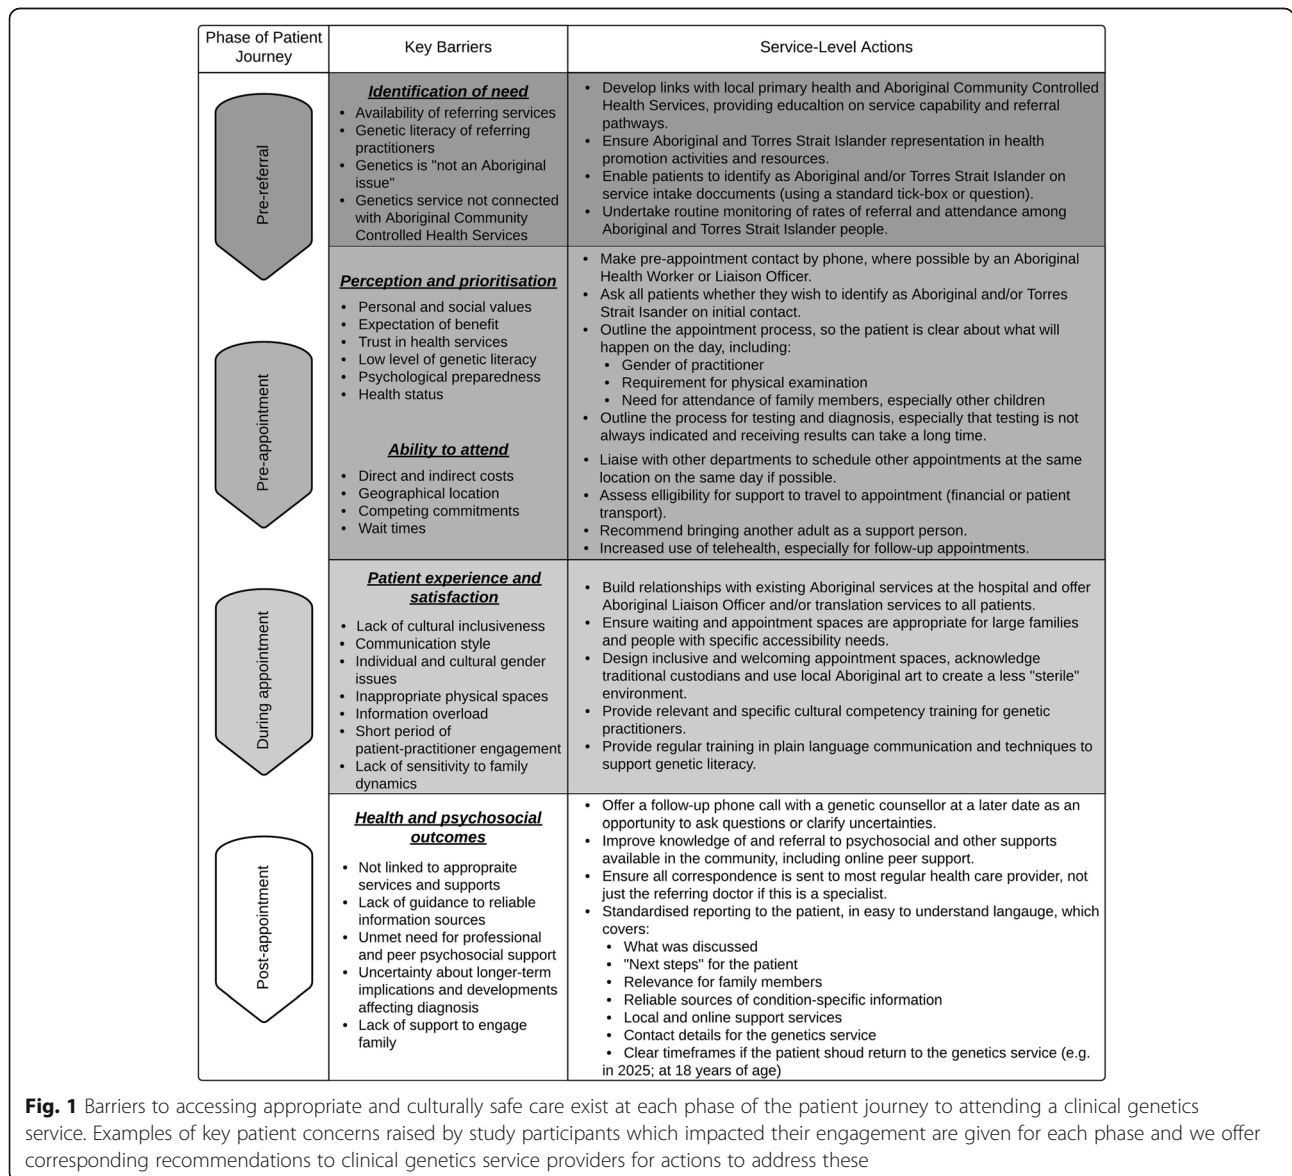 Phase of Patient
Journey
Key Barriers
Service-Level Actions
Pre-referral
Identification of need
• Availability of referring services
• Genetic literacy of referring
practitioners
• Genetics is "not an Aboriginal
issue"
• Genetics service not connected
with Aboriginal Community
Controlled Health Services
• Develop links with local primary health and Aboriginal Community Controlled
Health Services, providing educaltion on service capability and referral
pathways.
• Ensure Aboriginal and Torres Strait Islander representation in health
promotion activities and resources.
• Enable patients to identify as Aboriginal and/or Torres Strait Islander on
service intake doccuments (using a standard tick-box or question).
• Undertake routine monitoring of rates of referral and attendance among
Aboriginal and Torres Strait Islander people.
Pre-appointment
Perception and prioritisation
• Personal and social values
• Expectation of benefit
• Trust in health services
• Low level of genetic literacy
• Psychological preparedness
• Health status
Ability to attend
• Direct and indirect costs
• Geographical location
• Competing commitments
• Wait times
• Make pre-appointment contact by phone, where possible by an Aboriginal
Health Worker or Liaison Officer.
• Ask all patients whether they wish to identify as Aboriginal and/or Torres
Strait Isander on initial contact.
• Outline the appointment process, so the patient is clear about what will
happen on the day, including:
• Gender of practitioner
• Requirement for physical examination
• Need for attendance of family members, especially other children
• Outline the process for testing and diagnosis, especially that testing is not
always indicated and receiving results can take a long time.
• Liaise with other departments to schedule other appointments at the same
location on the same day if possible.
• Assess elligibility for support to travel to appointment (financial or patient
transport).
• Recommend bringing another adult as a support person.
• Increased use of telehealth, especially for follow-up appointments.
During appointment
Patient experience and
satisfaction
• Lack of cultural inclusiveness
• Communication style
• Individual and cultural gender
issues
• Inappropriate physical spaces
• Information overload
• Short period of
patient-practitioner engagement
• Lack of sensitivity to family
dynamics
• Build relationships with existing Aboriginal services at the hospital and offer
Aboriginal Liaison Officer and/or translation services to all patients.
• Ensure waiting and appointment spaces are appropriate for large families
and people with specific accessibility needs.
• Design inclusive and welcoming appointment spaces, acknowledge
traditional custodians and use local Aboriginal art to create a less "sterile"
environment.
• Provide relevant and specific cultural competency training for genetic
practitioners.
• Provide regular training in plain language communication and techniques to
support genetic literacy.
Post-appointment
Health and psychosocial
outcomes
• Not linked to appropraite
services and supports
• Lack of guidance to reliable
information sources
• Unmet need for professional
and peer psychosocial support
• Uncertainty about longer-term
implications and developments
affecting diagnosis
• Lack of support to engage
family
• Offer a follow-up phone call with a genetic counsellor at a later date as an
opportunity to ask questions or clarify uncertainties.
• Improve knowledge of and referral to psychosocial and other supports
available in the community, including online peer support.
• Ensure all correspondence is sent to most regular health care provider, not
just the referring doctor if this is a specialist.
• Standardised reporting to the patient, in easy to understand langauge, which
covers:
• What was discussed
• "Next steps" for the patient
• Relevance for family members
• Reliable sources of condition-specific information
• Local and online support services
• Contact details for the genetics service
• Clear timeframes if the patient shoud return to the genetics service (e.g.
in 2025; at 18 years of age)
Fig. 1 Barriers to accessing appropriate and culturally safe care exist at each phase of the patient journey to attending a clinical genetics
service. Examples of key patient concerns raised by study participants which impacted their engagement are given for each phase and we offer
corresponding recommendations to clinical genetics service providers for actions to address these